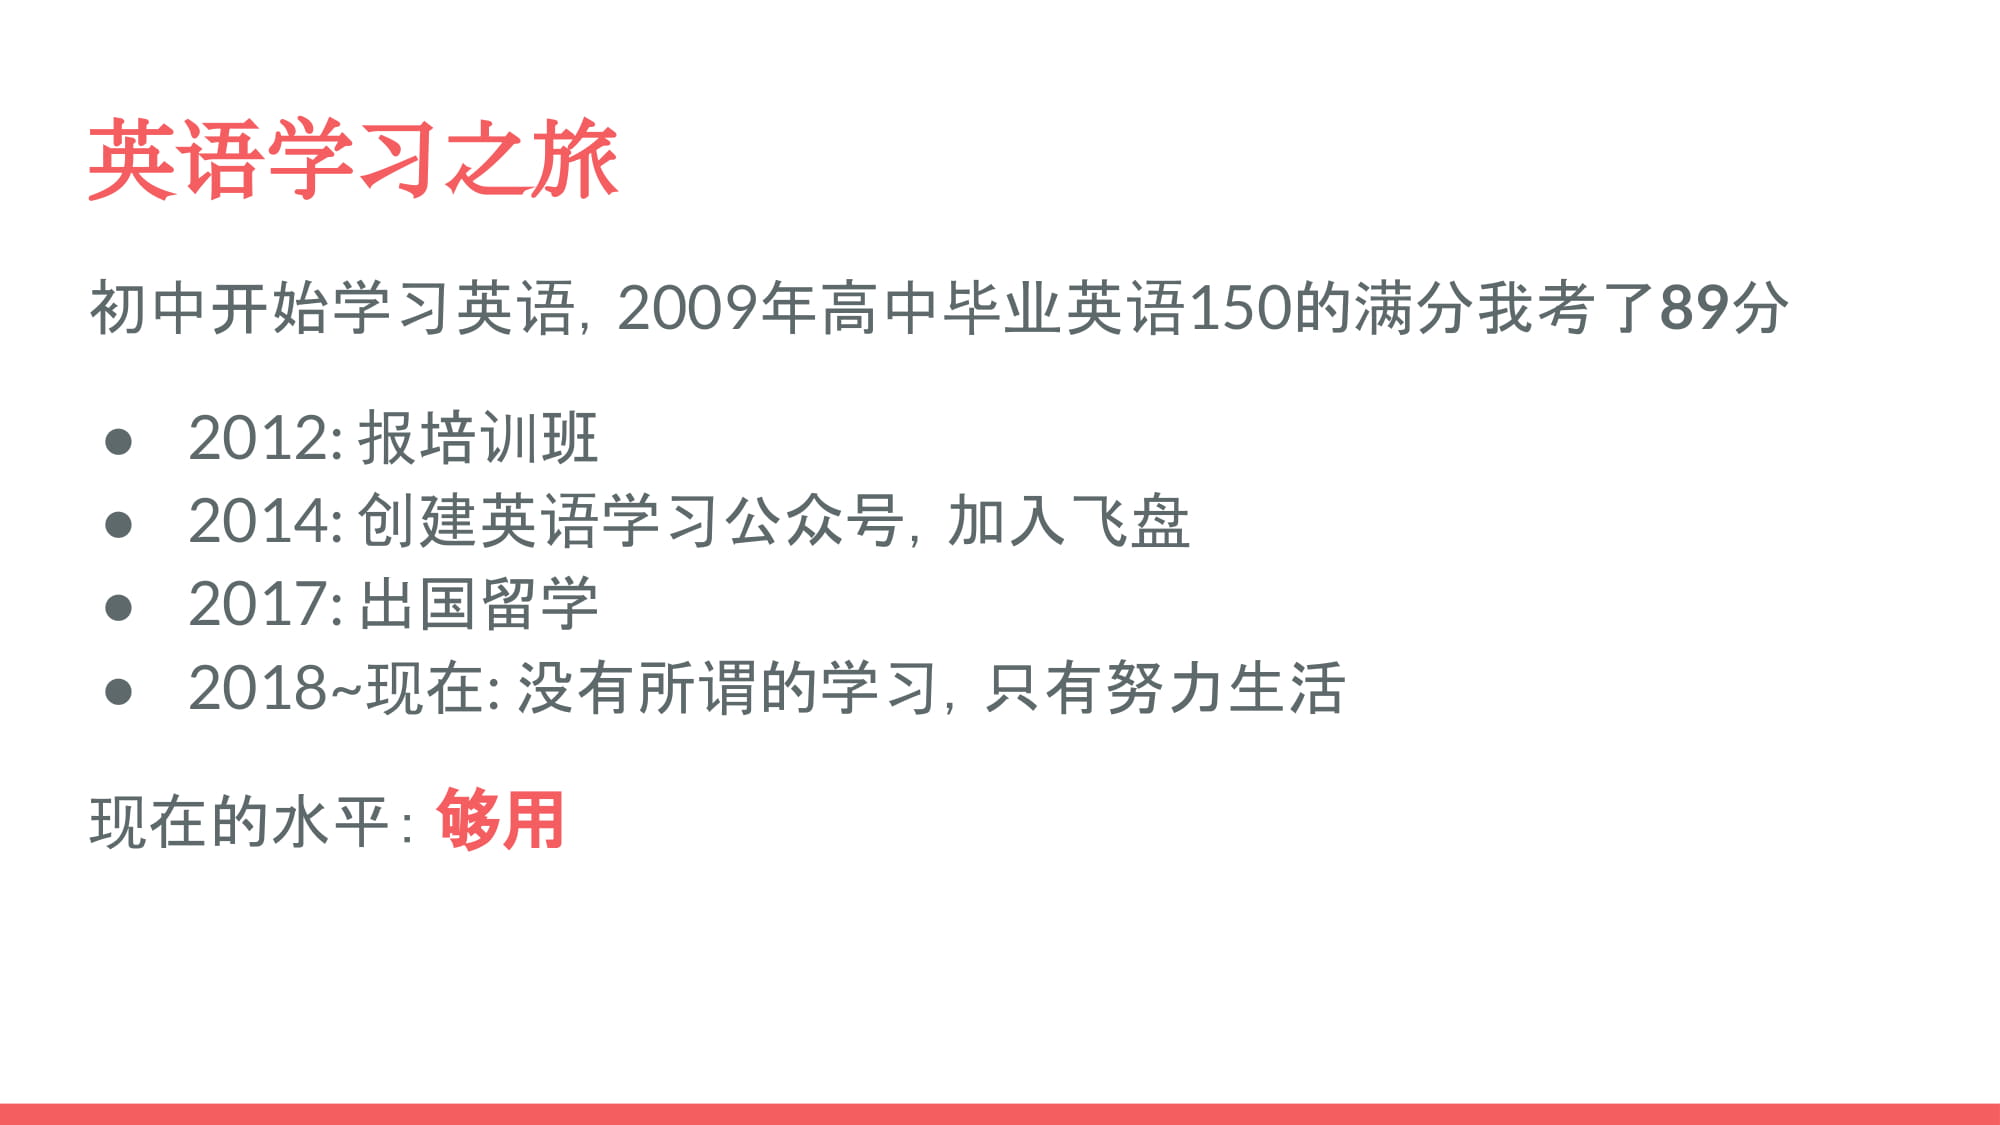 英语学习之旅
初中开始学习英语, 2009年高中毕业英语150的满分我考了89分
● 2012: 报培训班
● 2014: 创建英语学习公众号, 加入飞盘
● 2017: 出国留学
● 2018~现在: 没有所谓的学习, 只有努力生活
现在的水平: 够用